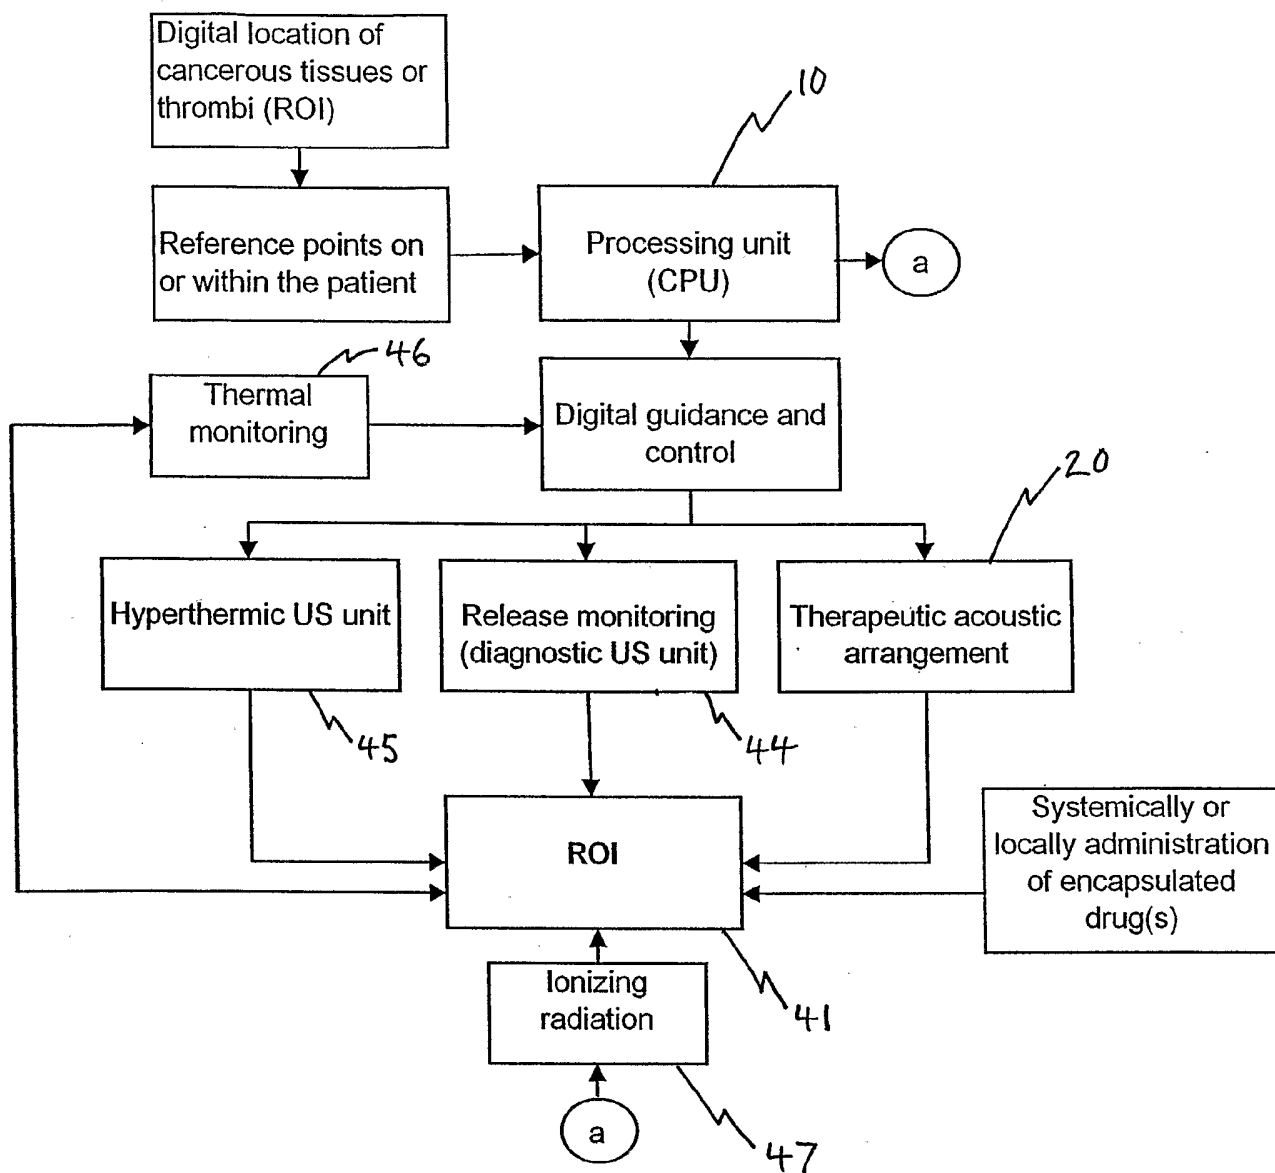 Digital location of
cancerous tissues or
thrombi (ROI)
10
Reference points on
or within the patient
Processing unit
(CPU)
a
46
Thermal
monitoring
Digital guidance and
control
20
Hyperthermic US unit
Release monitoring
(diagnostic US unit)
Therapeutic acoustic
arrangement
45
44
ROI
Systemically or
locally administration
of encapsulated
drug(s)
Ionizing
radiation
41
a
47